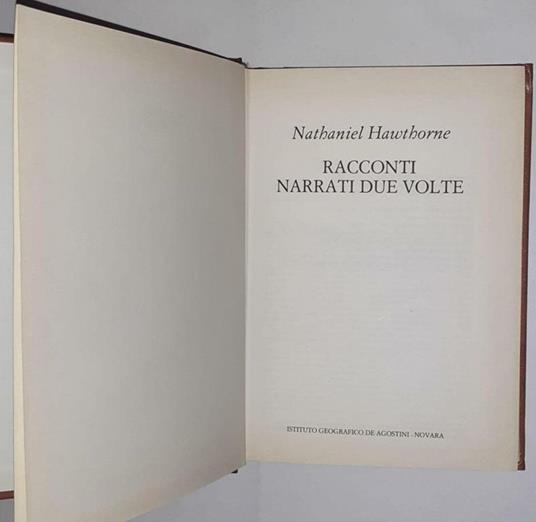 Nathaniel Hawthorne
RACCONTI
NARRATI DUE VOLTE
ISTITUTO GEOGRAFICO DE AGOSTINI - NOVARA